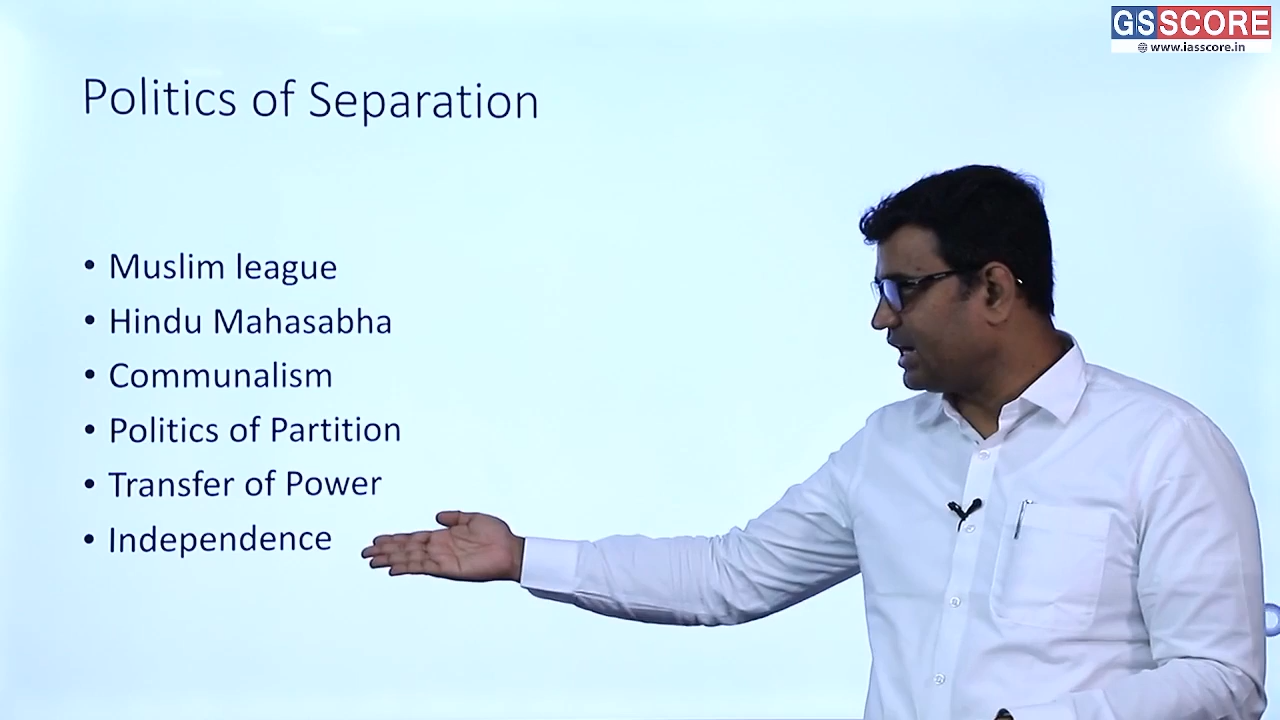 GSSCORE
www.iasscore.in
Politics of Separation
• Muslim league
• Hindu Mahasabha
• Communalism
• Politics of Partition
• Transfer of Power
• Independence